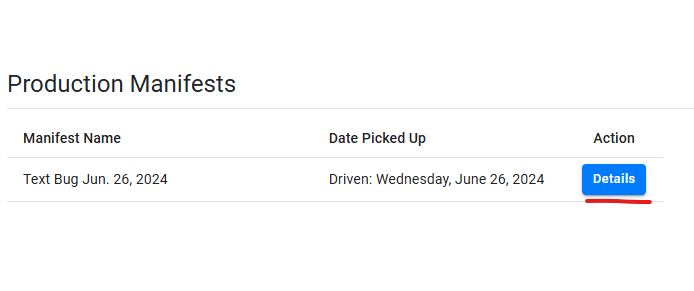 Production Manifests
Manifest Name Date Picked Up Action
Text Bug Jun. 26, 2024 Driven: Wednesday, June 26, 2024 Details